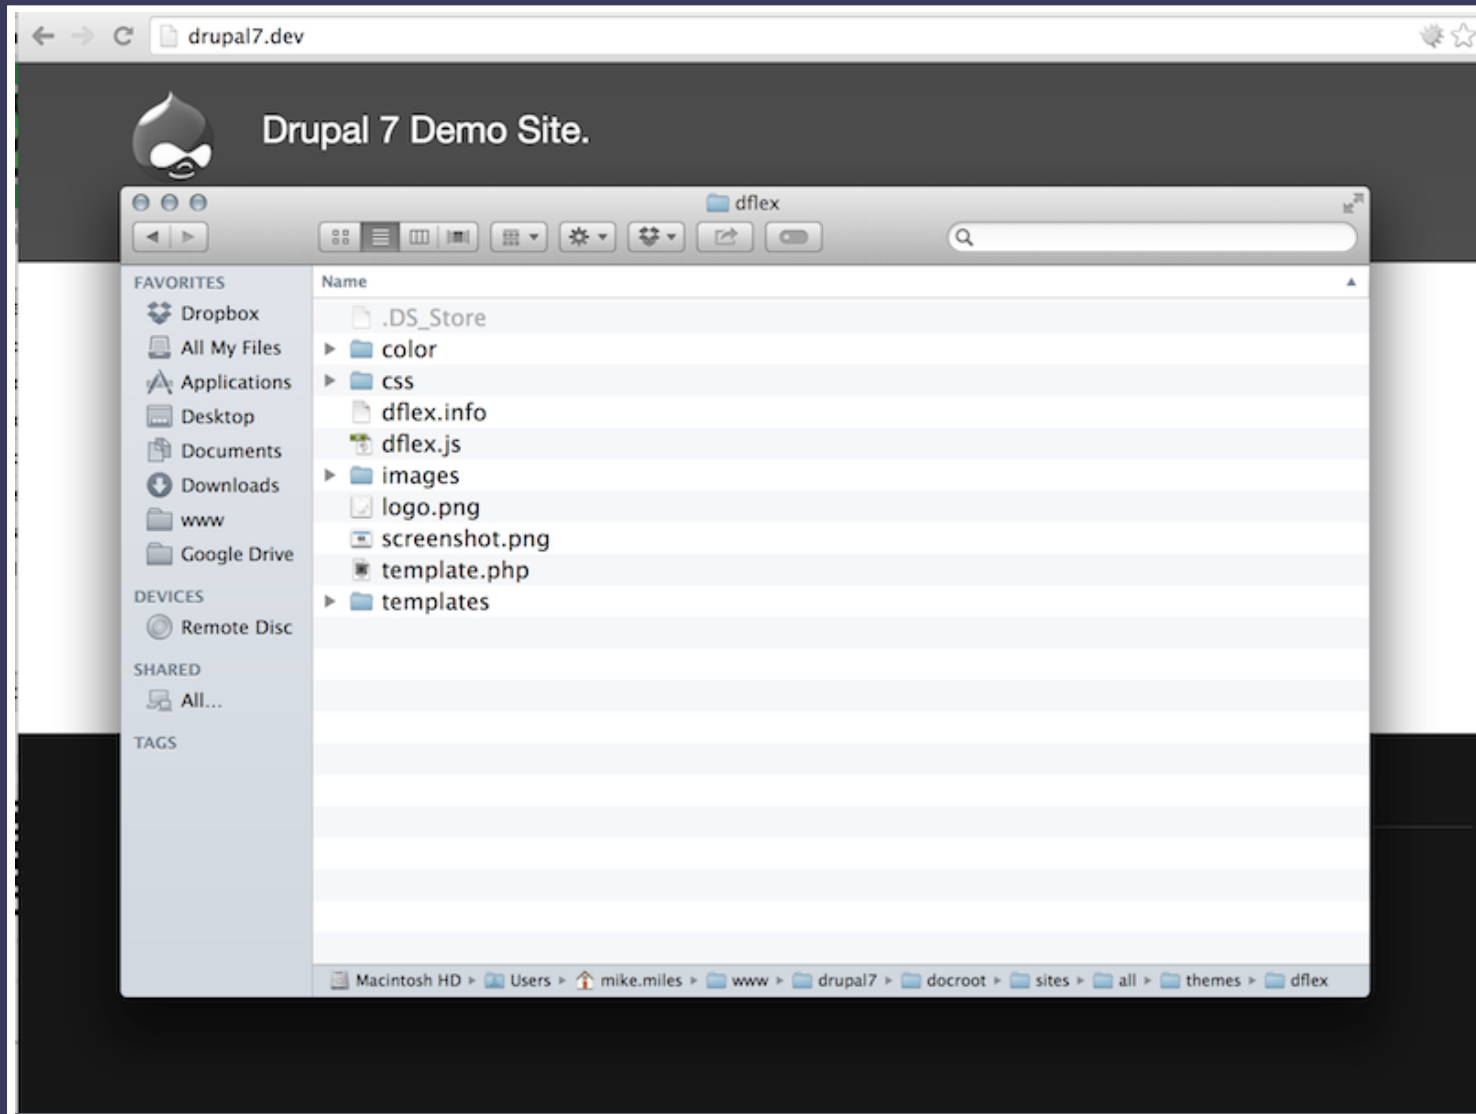 drupal7.dev
Drupal 7 Demo Site.
dflex
FAVORITES
Dropbox
All My Files
Applications
Desktop
Documents
Downloads
www
Google Drive
DEVICES
Remote Disc
SHARED
All...
TAGS
Name
.DS_Store
color
css
dflex.info
dflex.js
images
logo.png
screenshot.png
template.php
templates
Macintosh HD Users mike.miles www drupal7 docroot sites all themes dflex